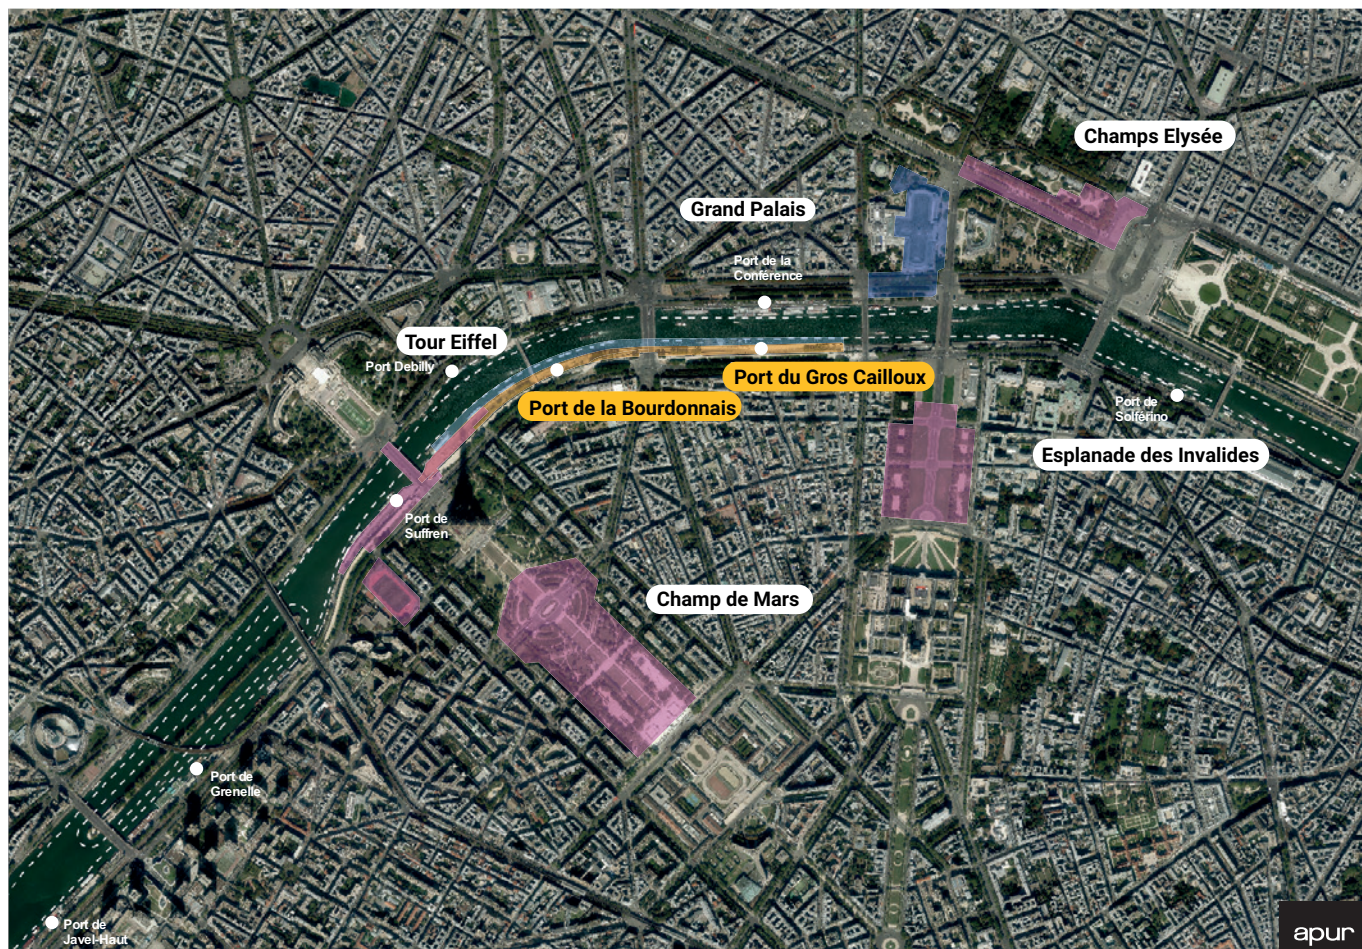 Champs Elysée
Grand Palais
Port de la
Conférence
Tour Eiffel
Port Debilly
Port du Gros Cailloux
Port de la Bourdonnais
Port de
Solférino
Esplanade des Invalides
Port de
Suffren
Champ de Mars
Port de
Grenelle
Port de
Javel-Haut
apur